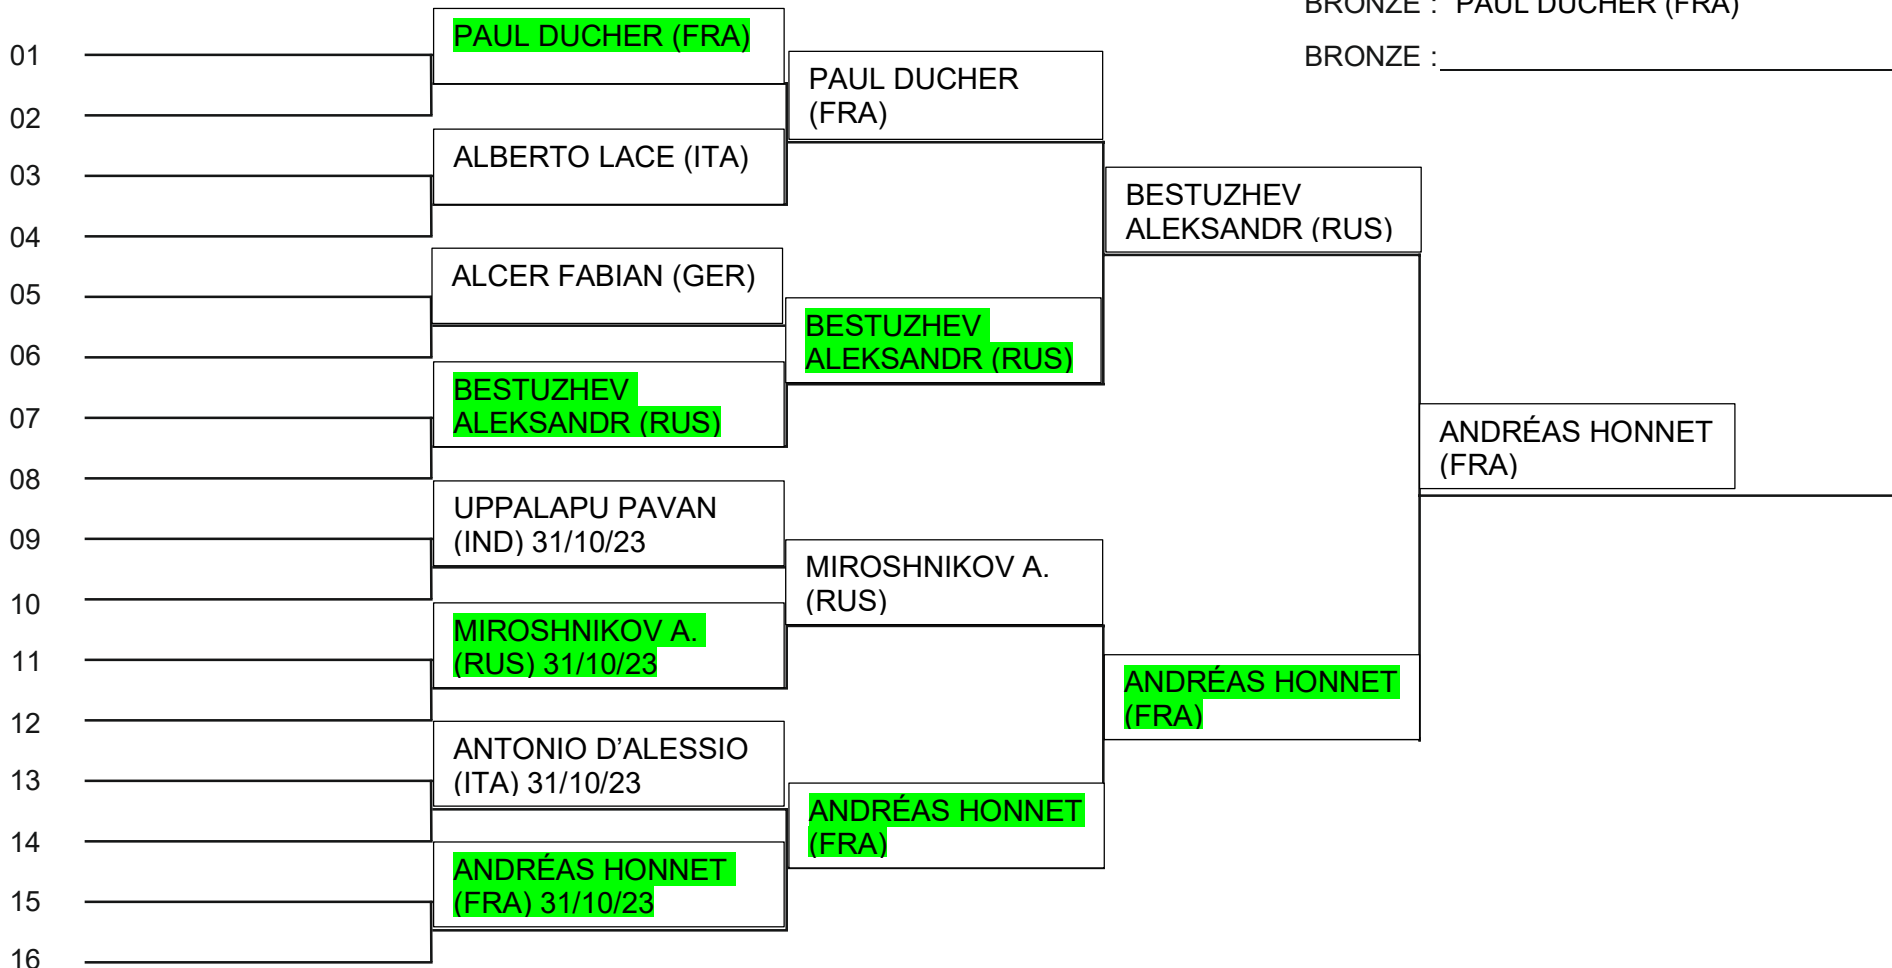 BRONZE : PAUL DUCHER (FRA)
BRONZE :
01
02
03
04
05
06
07
08
09
10
11
12
13
14
15
16
PAUL DUCHER (FRA)
ALBERTO LACE (ITA)
ALCER FABIAN (GER)
BESTUZHEV
ALEKSANDR (RUS)
UPPALAPU PAVAN
(IND) 31/10/23
MIROSHNIKOV A.
(RUS) 31/10/23
ANTONIO D’ALESSIO
(ITA) 31/10/23
ANDRÉAS HONNET
(FRA) 31/10/23
PAUL DUCHER
(FRA)
BESTUZHEV
ALEKSANDR (RUS)
MIROSHNIKOV A.
(RUS)
ANDRÉAS HONNET
(FRA)
BESTUZHEV
ALEKSANDR (RUS)
ANDRÉAS HONNET
(FRA)
ANDRÉAS HONNET
(FRA)